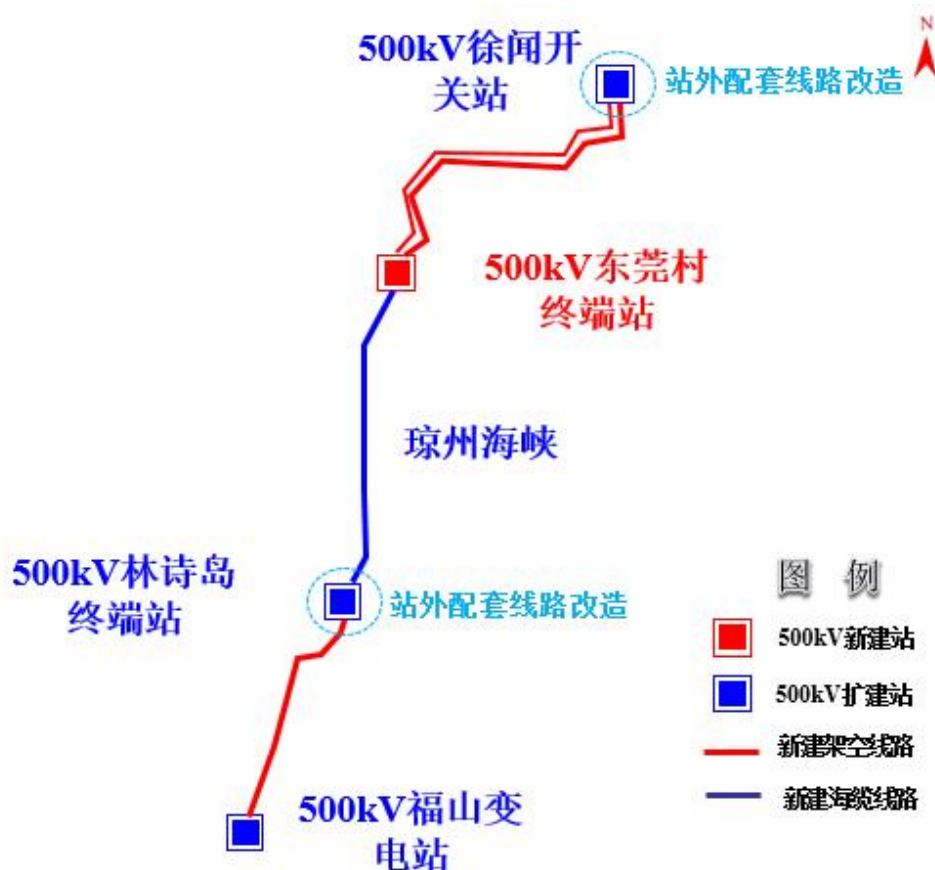 N
500kV徐闻开
关站
站外配套线路改造
500kV东莞村
终端站
琼州海峡
500kV林诗岛
终端站
站外配套线路改造
500kV福山变
电站
图 例
500kV新建站
500kV扩建站
新建架空线路
新建海缆线路